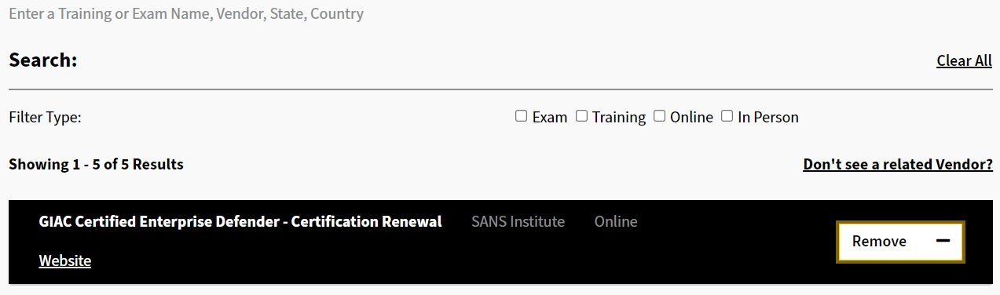 Enter a Training or Exam Name, Vendor, State, Country
Search: Clear All
Filter Type: Exam Training Online In Person
Showing 1 - 5 of 5 Results Don't see a related Vendor?
GIAC Certified Enterprise Defender - Certification Renewal SANS Institute Online
Remove
Website